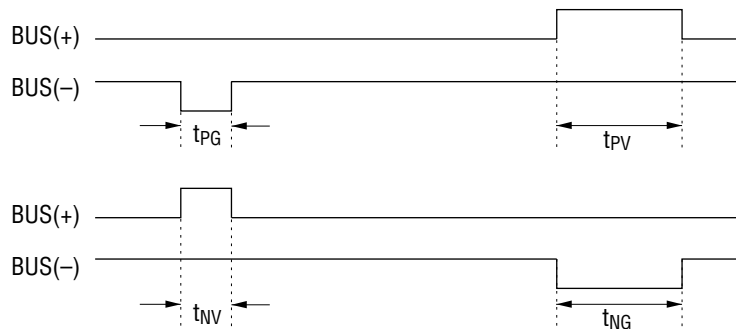 BUS(+)
BUS(–)
tPG
tPV
BUS(+)
BUS(–)
tNV
tNG